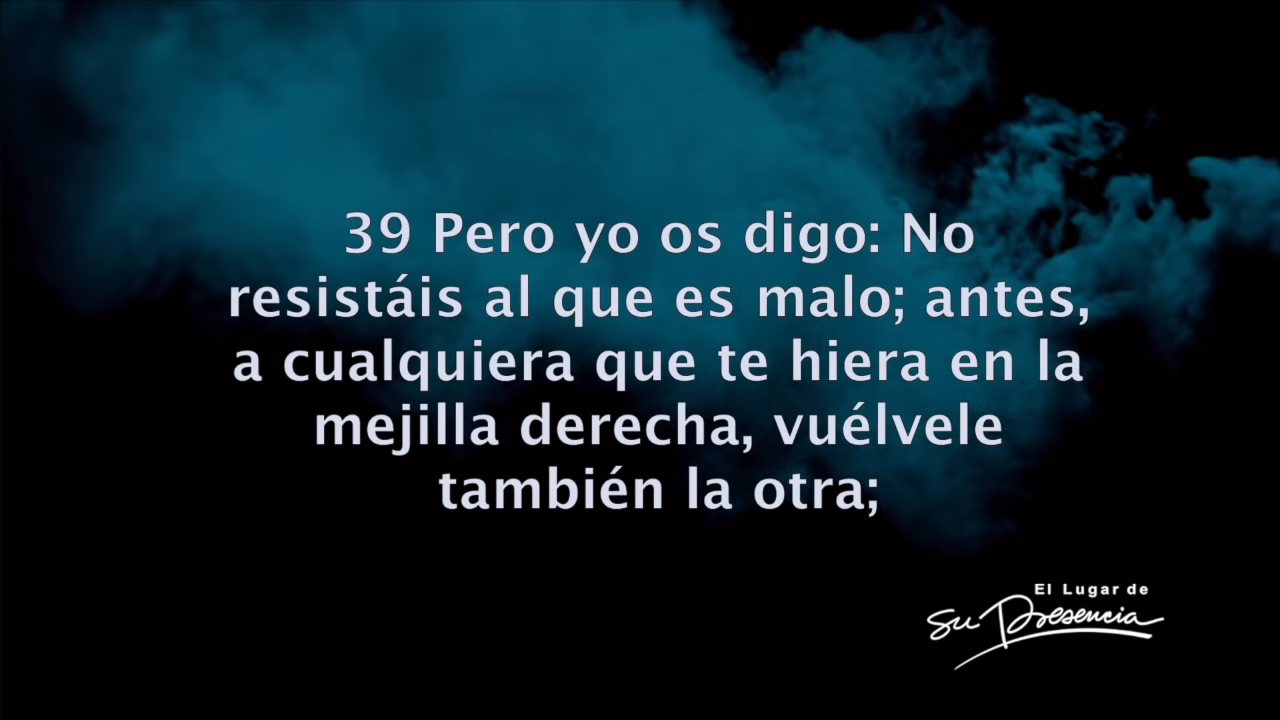 39 Pero yo os digo: No
resistáis al que es malo; antes,
a cualquiera que te hiera en la
mejilla derecha, vuélvele
también la otra;
El Lugar de
Su Presencia